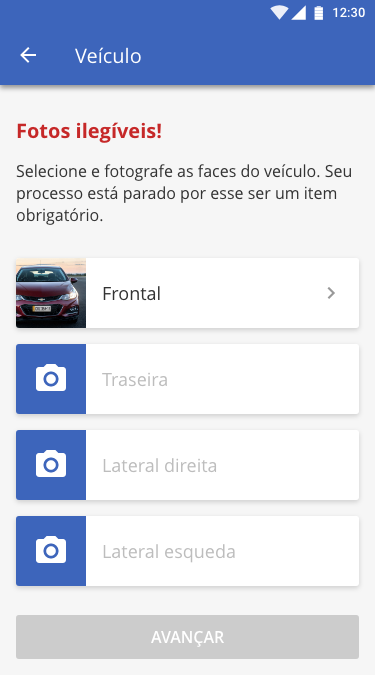 12:30
Veículo
Fotos ilegíveis!
Selecione e fotografe as faces do veículo. Seu
processo está parado por esse ser um item
obrigatório.
Frontal
Traseira
Lateral direita
Lateral esqueda
AVANÇAR